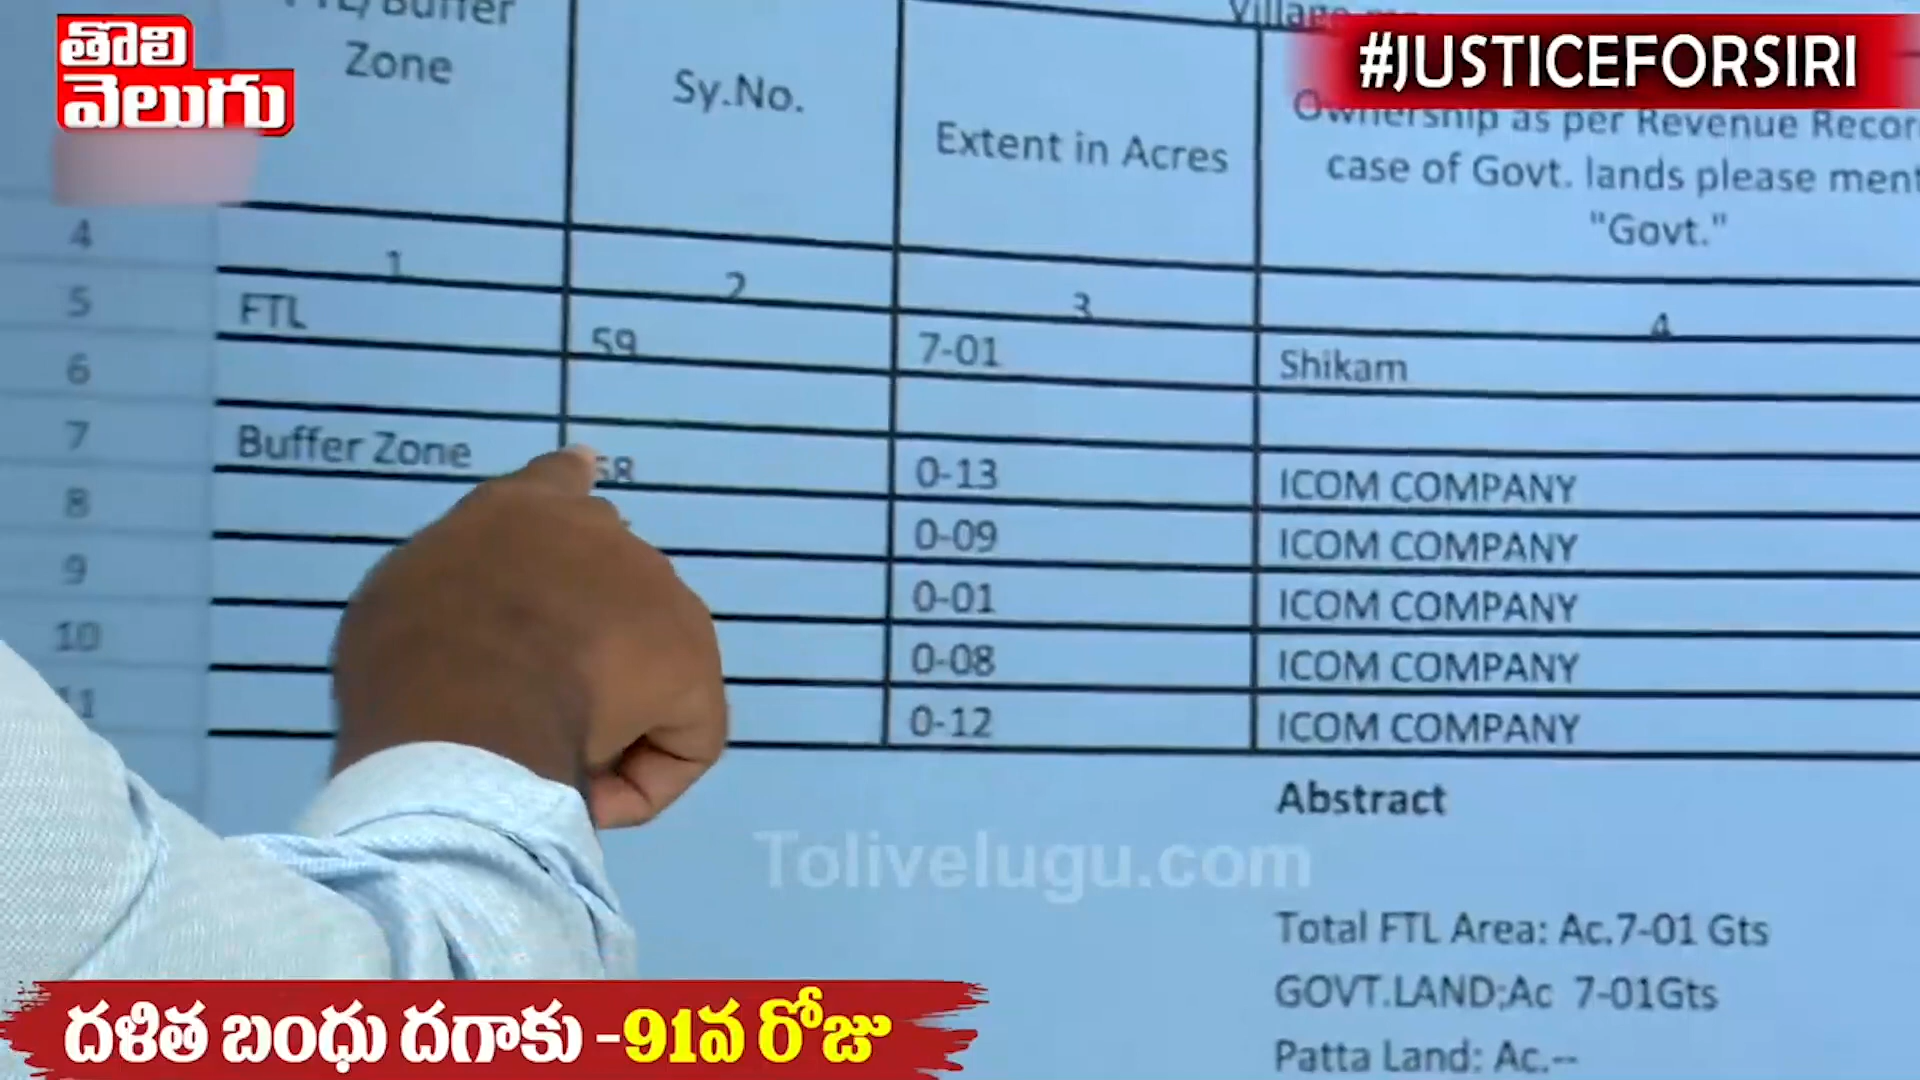 తొలి
వెలుగు
#JUSTICEFORSIRI
FTL/Buffer
Zone
Sy.No.
Extent in Acres
Village
Ownership as per Revenue Recor
case of Govt. lands please ment
"Govt."
4
1
2
3
4
5
FTL
59
7-01
Shikam
6
7
Buffer Zone
58
0-13
ICOM COMPANY
8
0-09
ICOM COMPANY
9
0-01
ICOM COMPANY
10
0-08
ICOM COMPANY
11
0-12
ICOM COMPANY
Abstract
Tolivelugu.com
Total FTL Area: Ac.7-01 Gts
GOVT.LAND;Ac 7-01Gts
Patta Land: Ac.--
దళిత బంధు దగాకు -91వ రోజు